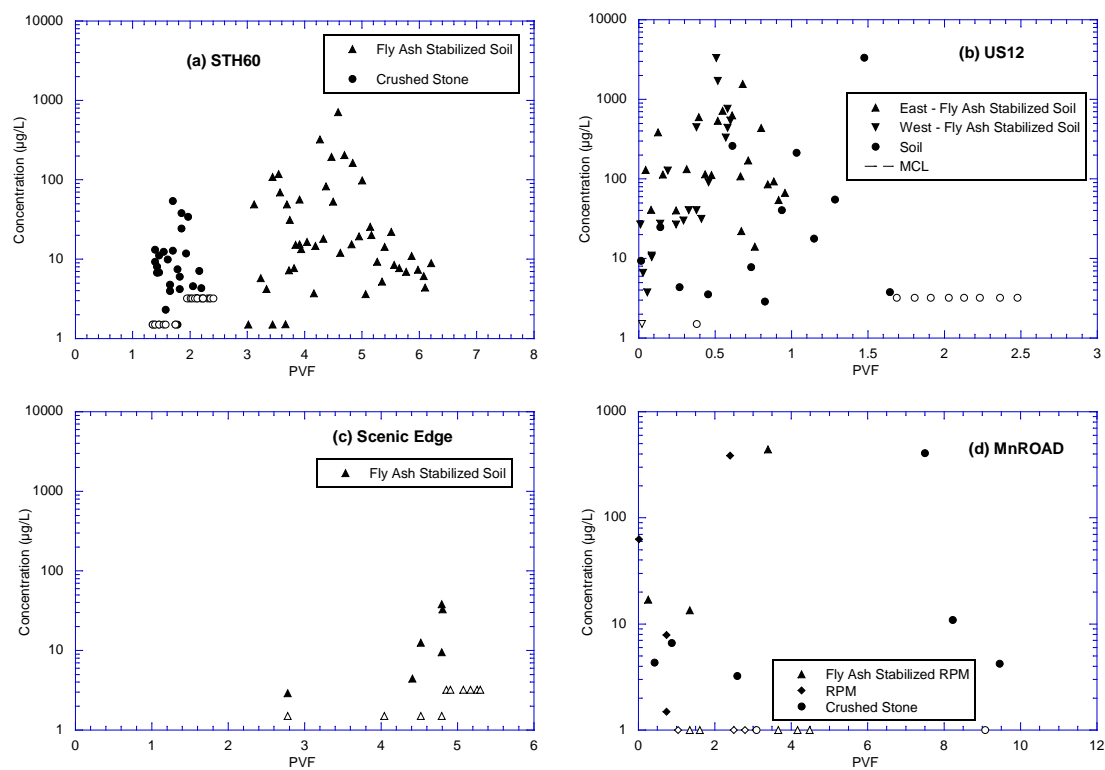 10000
1000
100
10
1
Concentration (µg/L)
(a) STH60
Fly Ash Stabilized Soil
Crushed Stone
0 1 2 3 4 5 6 7 8
PVF
10000
1000
100
10
1
Concentration (µg/L)
(b) US12
East - Fly Ash Stabilized Soil
West - Fly Ash Stabilized Soil
Soil
MCL
0 0.5 1 1.5 2 2.5 3
PVF
10000
1000
100
10
1
Concentration (µg/L)
(c) Scenic Edge
Fly Ash Stabilized Soil
0 1 2 3 4 5 6
PVF
1000
100
10
1
Concentration (µg/L)
(d) MnROAD
Fly Ash Stabilized RPM
RPM
Crushed Stone
0 2 4 6 8 10 12
PVF